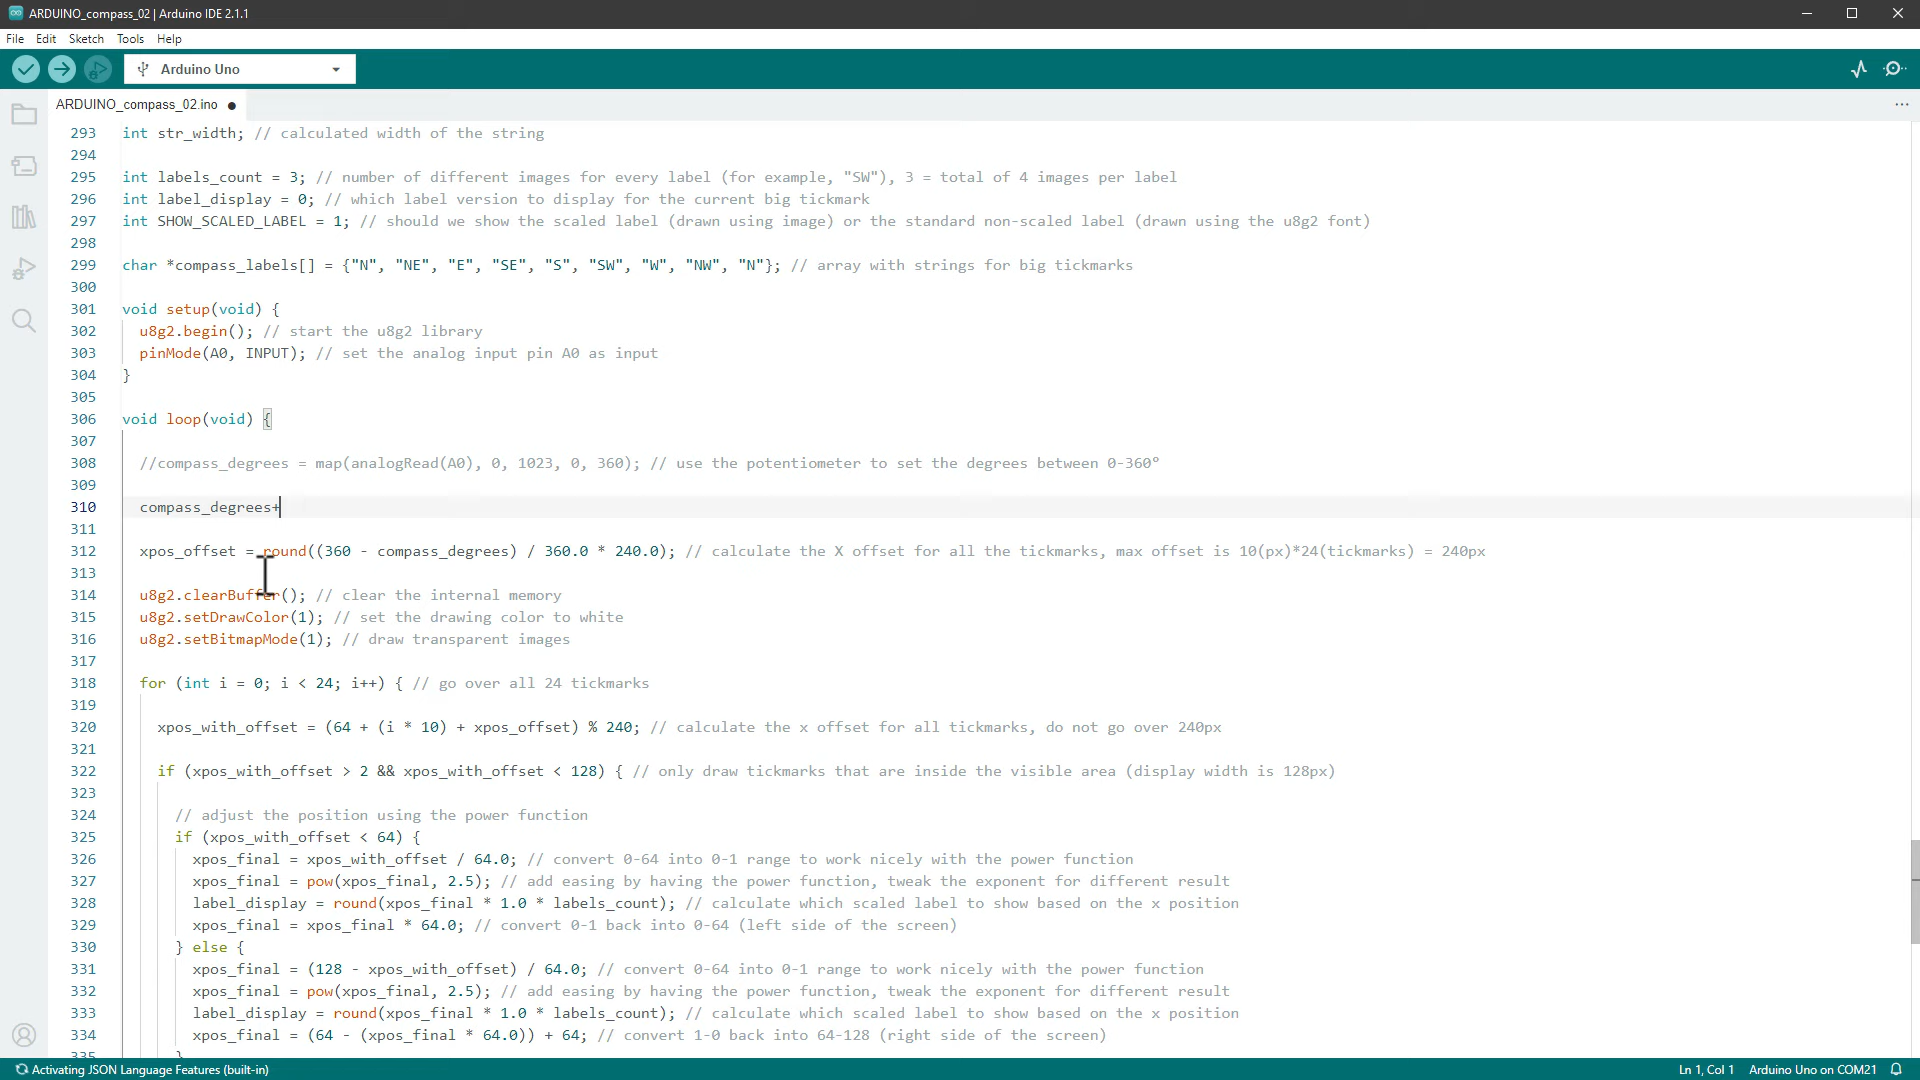 ARDUINO_compass_02 | Arduino IDE 2.1.1
File Edit Sketch Tools Help
Arduino Uno
ARDUINO_compass_02.ino
293 int str_width; // calculated width of the string
294
295 int labels_count = 3; // number of different images for every label (for example, "SW"), 3 = total of 4 images per label
296 int label_display = 0; // which label version to display for the current big tickmark
297 int SHOW_SCALED_LABEL = 1; // should we show the scaled label (drawn using image) or the standard non-scaled label (drawn using the u8g2 font)
298
299 char *compass_labels[] = {"N", "NE", "E", "SE", "S", "SW", "W", "NW", "N"}; // array with strings for big tickmarks
300
301 void setup(void) {
302 u8g2.begin(); // start the u8g2 library
303 pinMode(A0, INPUT); // set the analog input pin A0 as input
304 }
305
306 void loop(void) {
307
308 //compass_degrees = map(analogRead(A0), 0, 1023, 0, 360); // use the potentiometer to set the degrees between 0-360°
309
310 compass_degrees+
311
312 xpos_offset = round((360 - compass_degrees) / 360.0 * 240.0); // calculate the X offset for all the tickmarks, max offset is 10(px)*24(tickmarks) = 240px
313
314 u8g2.clearBuffer(); // clear the internal memory
315 u8g2.setDrawColor(1); // set the drawing color to white
316 u8g2.setBitmapMode(1); // draw transparent images
317
318 for (int i = 0; i < 24; i++) { // go over all 24 tickmarks
319
320 xpos_with_offset = (64 + (i * 10) + xpos_offset) % 240; // calculate the x offset for all tickmarks, do not go over 240px
321
322 if (xpos_with_offset > 2 && xpos_with_offset < 128) { // only draw tickmarks that are inside the visible area (display width is 128px)
323
324 // adjust the position using the power function
325 if (xpos_with_offset < 64) {
326 xpos_final = xpos_with_offset / 64.0; // convert 0-64 into 0-1 range to work nicely with the power function
327 xpos_final = pow(xpos_final, 2.5); // add easing by having the power function, tweak the exponent for different result
328 label_display = round(xpos_final * 1.0 * labels_count); // calculate which scaled label to show based on the x position
329 xpos_final = xpos_final * 64.0; // convert 0-1 back into 0-64 (left side of the screen)
330 } else {
331 xpos_final = (128 - xpos_with_offset) / 64.0; // convert 0-64 into 0-1 range to work nicely with the power function
332 xpos_final = pow(xpos_final, 2.5); // add easing by having the power function, tweak the exponent for different result
333 label_display = round(xpos_final * 1.0 * labels_count); // calculate which scaled label to show based on the x position
334 xpos_final = (64 - (xpos_final * 64.0)) + 64; // convert 1-0 back into 64-128 (right side of the screen)
335 }
Activating JSON Language Features (built-in)
Ln 1, Col 1 Arduino Uno on COM21